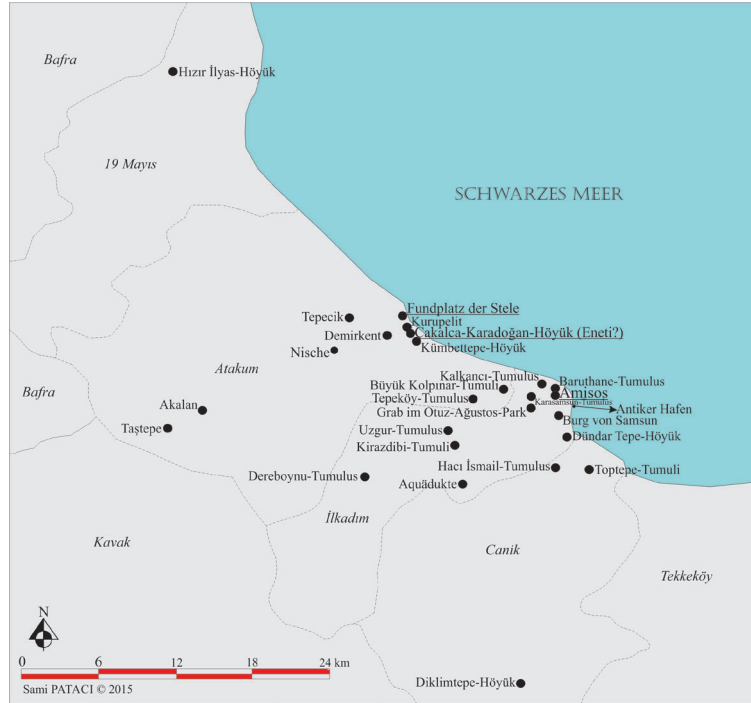 Bafra
Hızır İlyas-Höyük
19 Mayıs
SCHWARZES MEER
Fundplatz der Stele
Tepecik
Kurupelit
Demirkent
Çakalca-Karadoğan-Höyük (Eneti?)
Kümbettepe-Höyük
Nische
Atakum
Kalkancı-Tumulus
Baruthane-Tumulus
Büyük Kolpınar-Tumuli
Bafra
Amisos
Tepeköy-Tumulus
Karasamsun-Tumulus
Akalan
Antiker Hafen
Grab im Otuz-Ağustos-Park
Burg von Samsun
Taştepe
Uzgur-Tumulus
Dündar Tepe-Höyük
Kirazdibi-Tumuli
Hacı İsmail-Tumulus
Toptepe-Tumuli
Dereboynu-Tumulus
Aquädukte
İlkadım
Kavak
Canik
Tekkeköy
N
0 6 12 18 24 km
Diklimtepe-Höyük
Sami PATACI © 2015